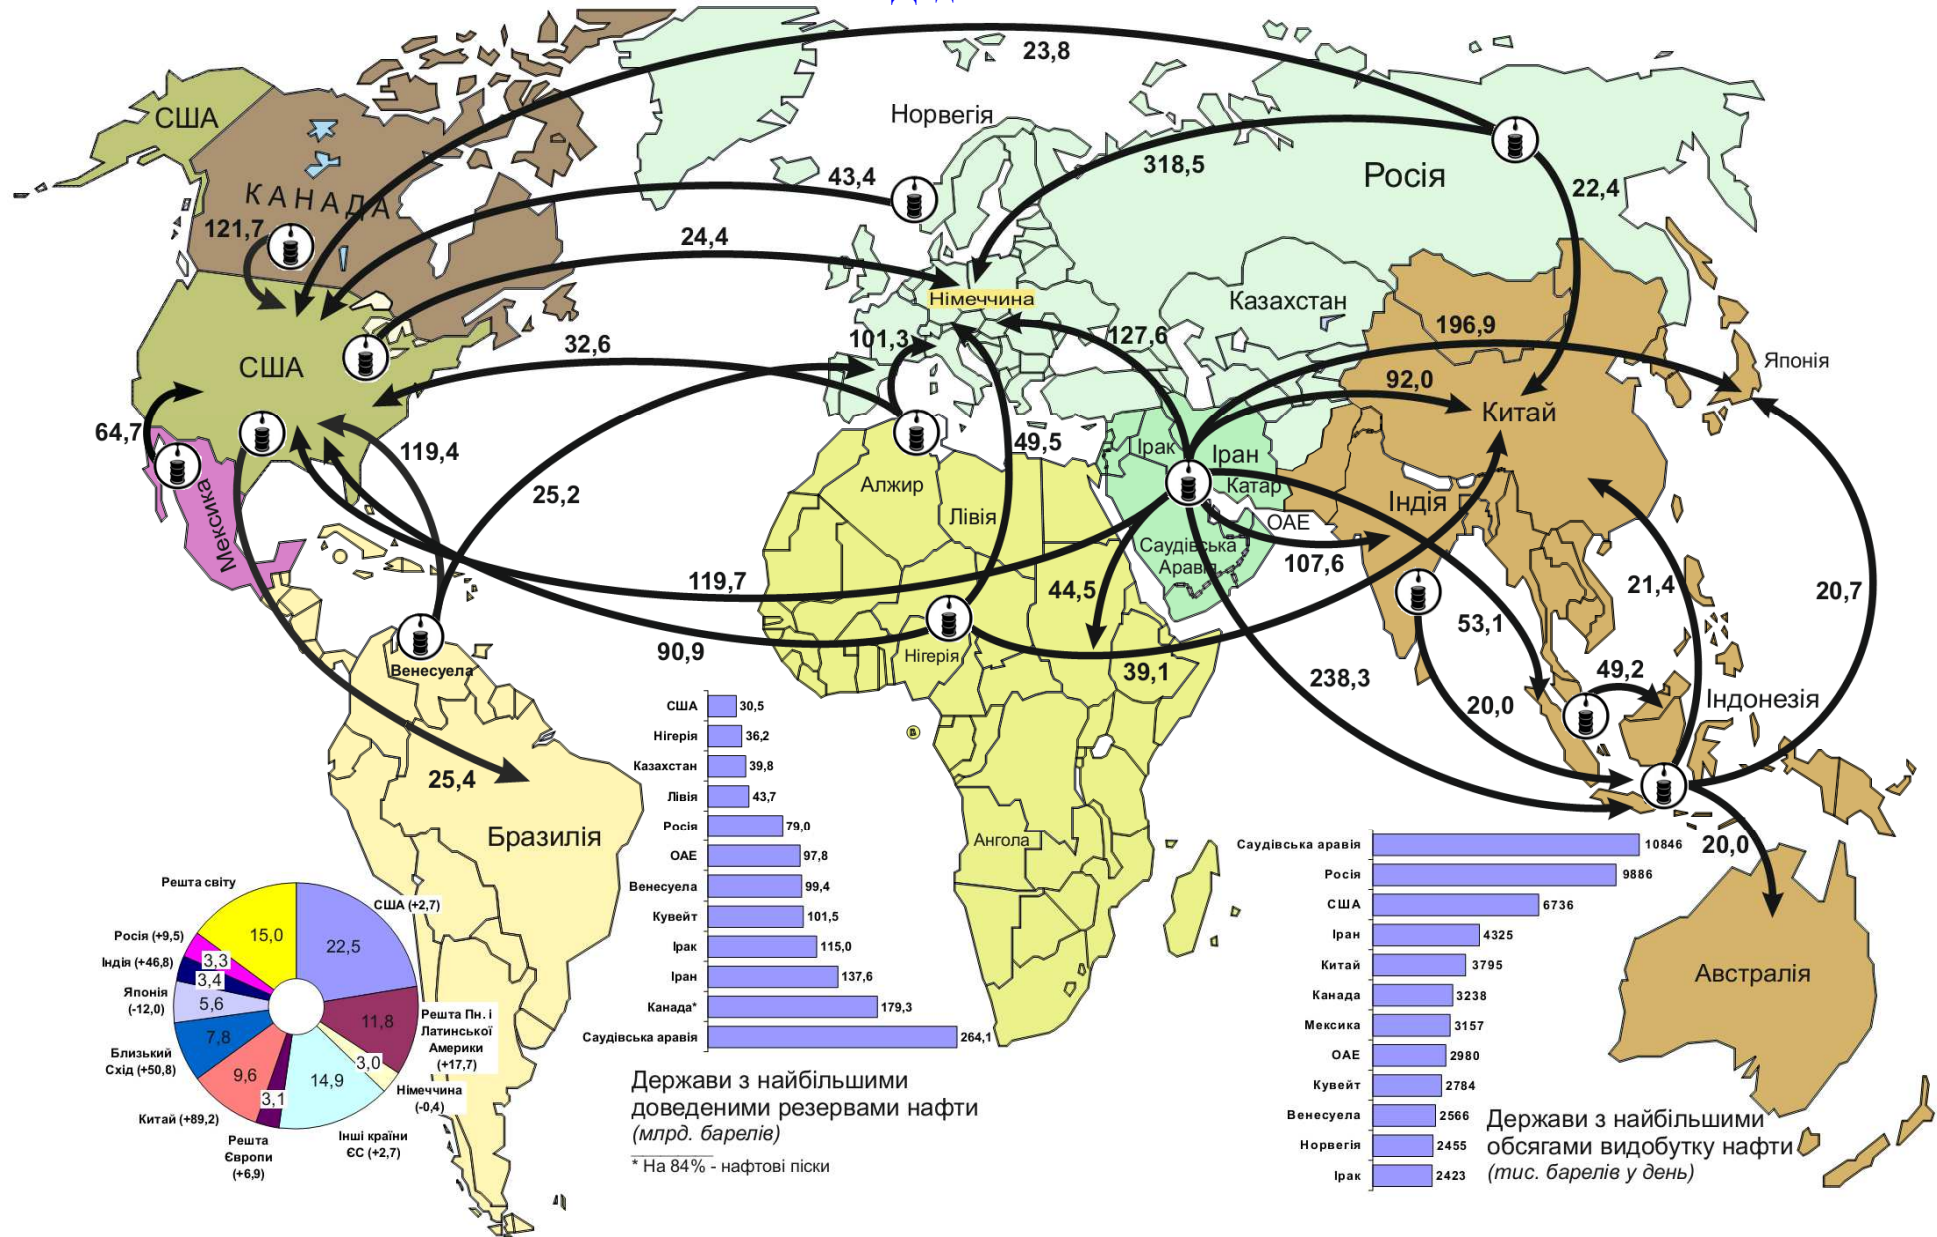 23,8
США
Норвегія
318,5
Росія
43,4
22,4
КАНАДА
121,7
24,4
Німеччина
Казахстан
101,3
127,6
196,9
32,6
Японія
США
92,0
Китай
64,7
119,4
49,5
Ірак
Іран
Катар
Алжир
25,2
Індія
Мексика
Лівія
ОАЕ
Саудівська
Аравія
107,6
119,7
44,5
21,4
20,7
53,1
90,9
Нігерія
39,1
Венесуела
238,3
49,2
20,0
Індонезія
25,4
Бразилія
Ангола
20,0
Австралія
США 30,5
Нігерія 36,2
Казахстан 39,8
Лівія 43,7
Росія 79,0
ОАЕ 97,8
Венесуела 99,4
Кувейт 101,5
Ірак 115,0
Іран 137,6
Канада* 179,3
Саудівська аравія 264,1
Держави з найбільшими
доведеними резервами нафти
(млрд. барелів)
* На 84% - нафтові піски
Саудівська аравія 10846
Росія 9886
США 6736
Іран 4325
Китай 3795
Канада 3238
Мексика 3157
ОАЕ 2980
Кувейт 2784
Венесуела 2566
Норвегія 2455
Ірак 2423
Держави з найбільшими
обсягами видобутку нафти
(тис. барелів у день)
Решта світу
15,0
США (+2,7)
22,5
Росія (+9,5)
3,3
Індія (+46,8)
3,4
Японія
(-12,0)
5,6
Решта Пн. і
Латинської
Америки
(+17,7)
11,8
Близький
Схід (+50,8)
7,8
3,0
Німеччина
(-0,4)
9,6
Китай (+89,2)
3,1
Решта
Європи
(+6,9)
14,9
Інші країни
ЄС (+2,7)